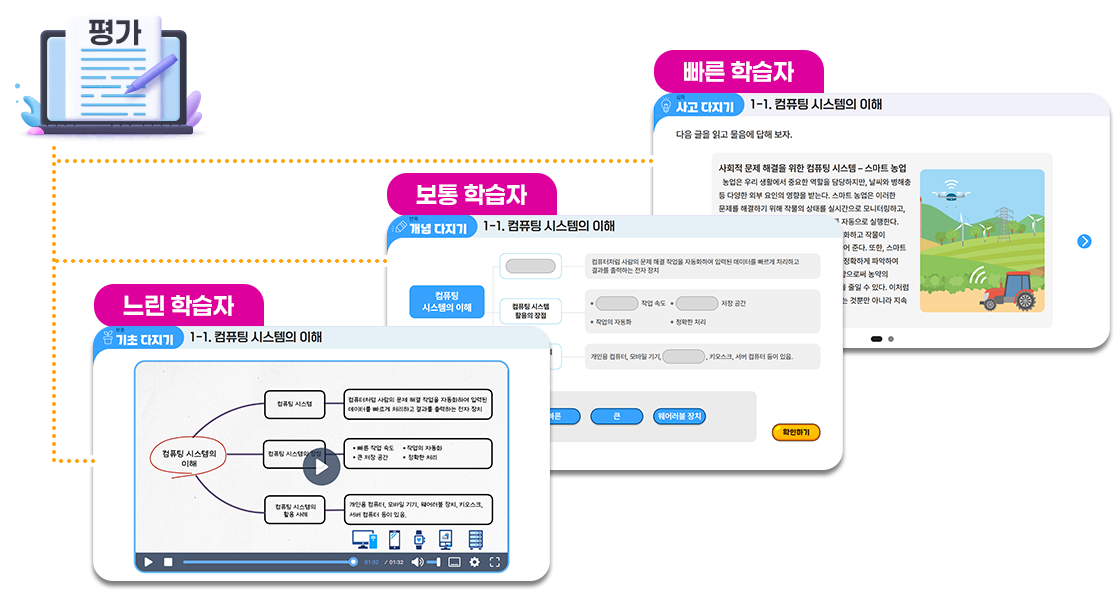 평가
빠른 학습자
심화
사고 다지기
1-1. 컴퓨팅 시스템의 이해
다음 글을 읽고 물음에 답해 보자.
사회적 문제 해결을 위한 컴퓨팅 시스템 – 스마트 농업
농업은 우리 생활에서 중요한 역할을 담당하지만, 날씨와 병해충
등 다양한 외부 요인의 영향을 받는다. 스마트 농업은 이러한
문제를 해결하기 위해 작물의 상태를 실시간으로 모니터링하고,
를 자동으로 실행한다.
화하고 작물이
어 준다. 또한, 스마트
정확하게 파악하여
함으로써 농약의
을 줄일 수 있다. 이처럼
는 것뿐만 아니라 지속
보통 학습자
반복
개념 다지기
1-1. 컴퓨팅 시스템의 이해
컴퓨팅
시스템의 이해
컴퓨터처럼 사람의 문제 해결 작업을 자동화하여 입력된 데이터를 빠르게 처리하고
결과를 출력하는 전자 장치
컴퓨팅 시스템
활용의 장점
• 작업 속도 • 저장 공간
• 작업의 자동화 • 정확한 처리
개인용 컴퓨터, 모바일 기기, , 키오스크, 서버 컴퓨터 등이 있음.
빠른
큰
웨어러블 장치
확인하기
느린 학습자
보충
기초 다지기
1-1. 컴퓨팅 시스템의 이해
컴퓨팅 시스템의
이해
컴퓨팅 시스템
컴퓨터처럼 사람의 문제 해결 작업을 자동화하여 입력된
데이터를 빠르게 처리하고 결과를 출력하는 전자 장치
컴퓨팅 시스템의 장점
• 빠른 작업 속도 • 작업의 자동화
• 큰 저장 공간 • 정확한 처리
컴퓨팅 시스템의
활용 사례
개인용 컴퓨터, 모바일 기기, 웨어러블 장치, 키오스크,
서버 컴퓨터 등이 있음.
01:32 / 01:32